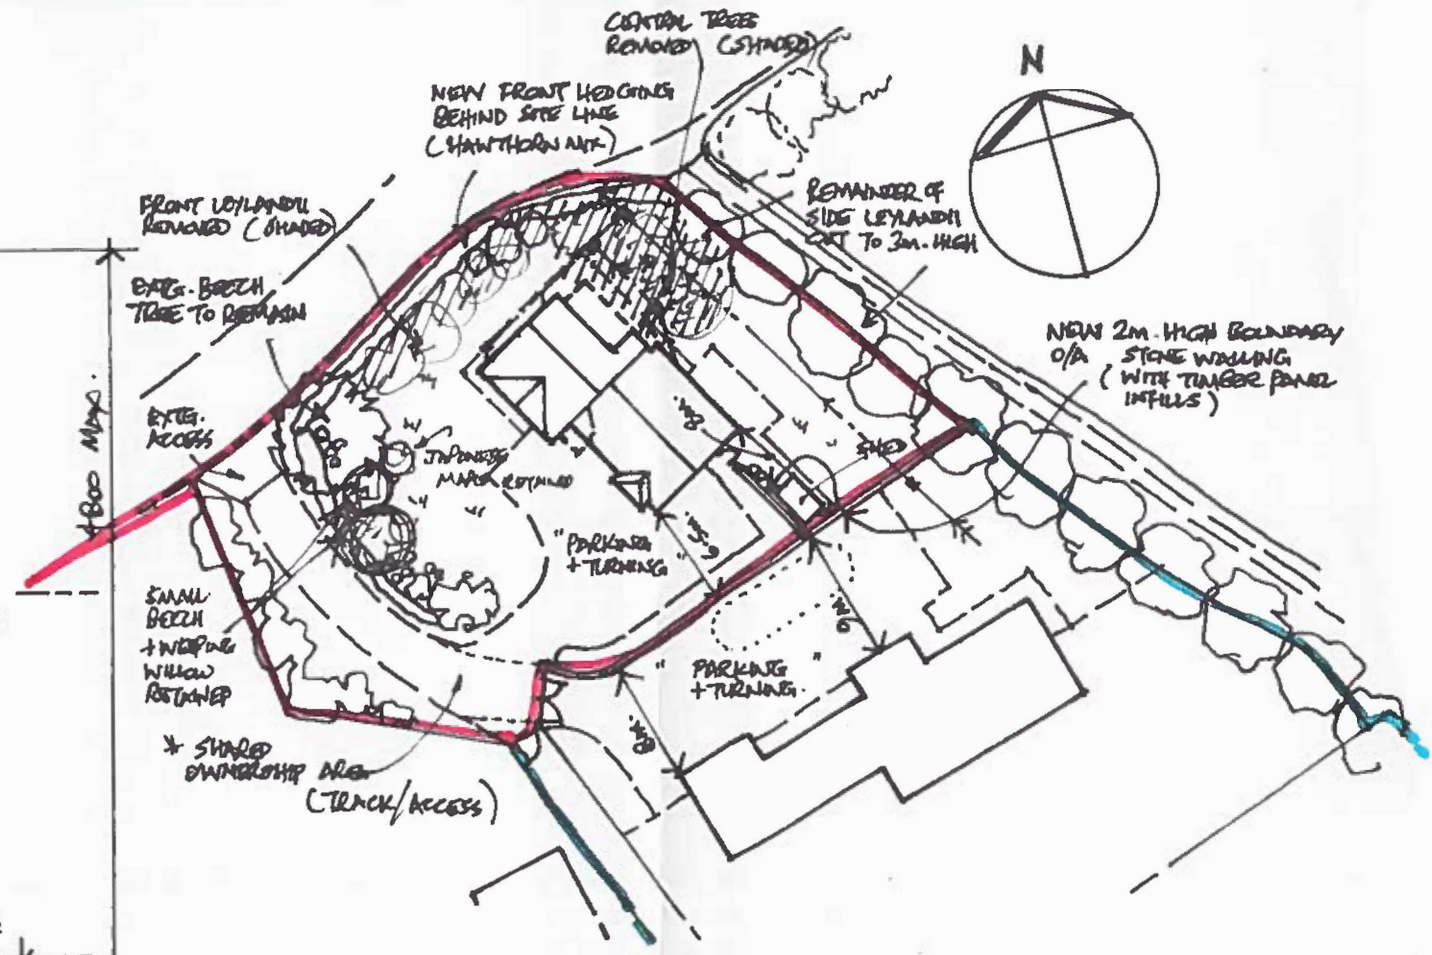 CENTRAL TREE
REMOVED (SHADED)
N
NEW FRONT HEDGING
BEHIND SITE LINE
(HAWTHORN MIX)
REMAINDER OF
SIDE LEYLANDII
CUT TO 3m. HIGH
FRONT LEYLANDII
REMOVED (SHADED)
EXTG. BEECH
TREE TO REMAIN
NEW 2m. HIGH BOUNDARY
O/A STONE WALLING
(WITH TIMBER PANEL
INFILLS)
EXTG.
ACCESS
MAX.
JAPANESE
MAPLE RETAINED
SHED
"PARKING
+ TURNING"
SMALL
BEECH
+ WEEPING
WILLOW
RETAINED
"PARKING
+ TURNING"
* SHARED
OWNERSHIP AREA
(TRACK/ACCESS)